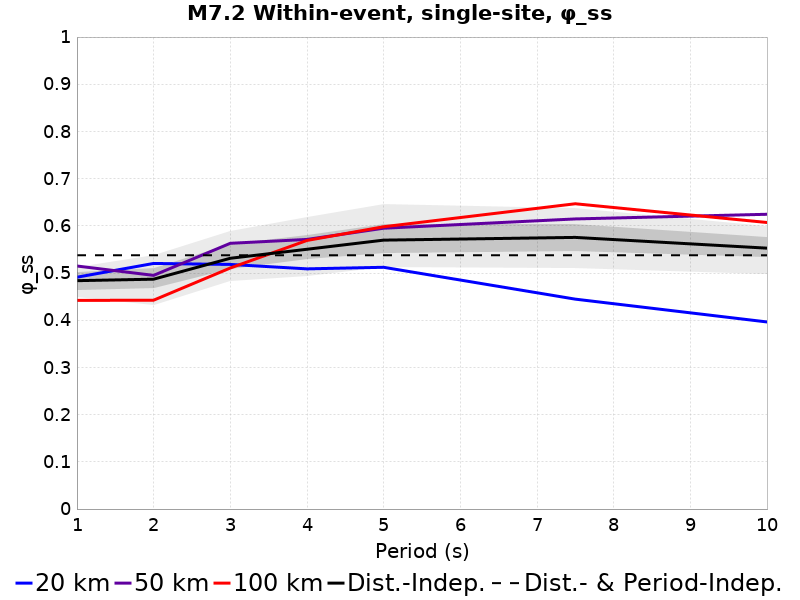 M7.2 Within-event, single-site, φ_ss
1
0.9
0.8
0.7
0.6
0.5
0.4
0.3
0.2
0.1
0
φ_ss
1 2 3 4 5 6 7 8 9 10
Period (s)
20 km 50 km 100 km Dist.-Indep. Dist.- & Period-Indep.